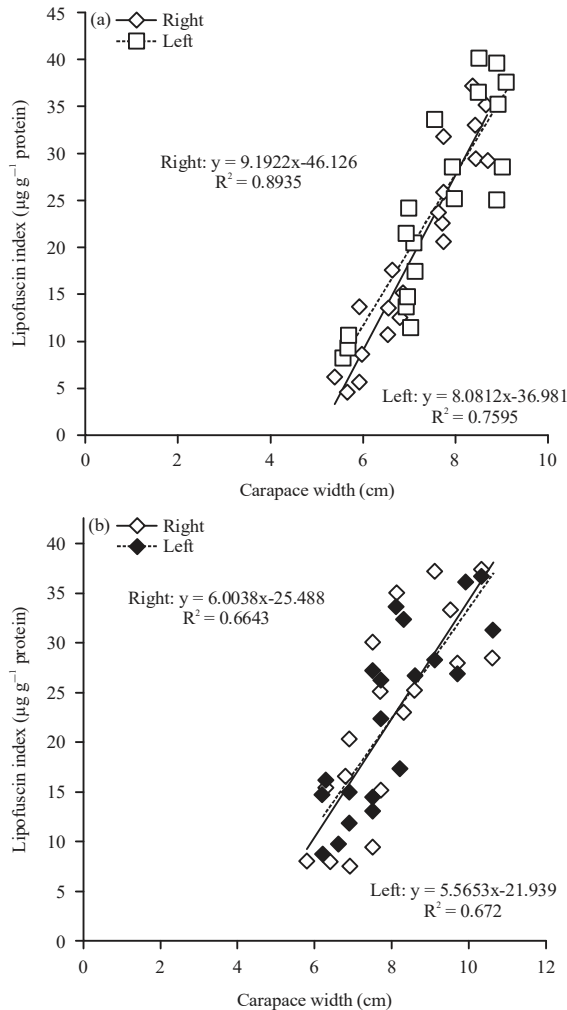 (a) Right
Left
45
40
35
30
25
20
15
10
5
0
Lipofuscin index (µg g⁻¹ protein)
Right: y = 9.1922x-46.126
R² = 0.8935
Left: y = 8.0812x-36.981
R² = 0.7595
0 2 4 6 8 10
Carapace width (cm)
(b) Right
Left
40
35
30
25
20
15
10
5
0
Lipofuscin index (µg g⁻¹ protein)
Right: y = 6.0038x-25.488
R² = 0.6643
Left: y = 5.5653x-21.939
R² = 0.672
0 2 4 6 8 10 12
Carapace width (cm)